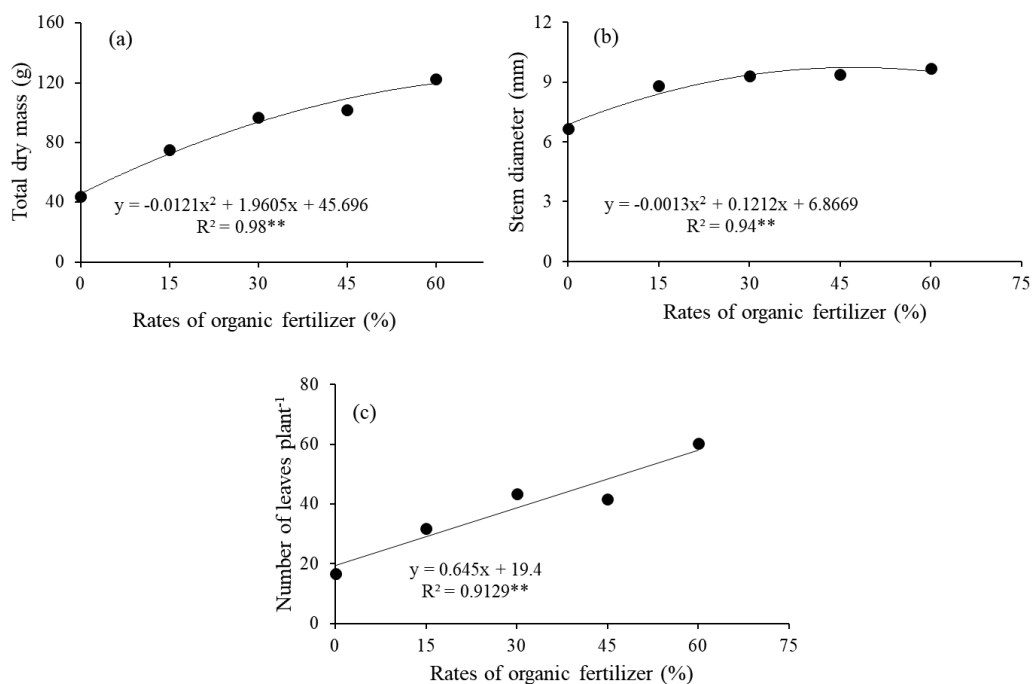 (a)
Total dry mass (g)
160
120
80
40
0
y = -0.0121x² + 1.9605x + 45.696
R² = 0.98**
0 15 30 45 60
Rates of organic fertilizer (%)
(b)
Stem diameter (mm)
12
9
6
3
0
y = -0.0013x² + 0.1212x + 6.8669
R² = 0.94**
0 15 30 45 60 75
Rates of organic fertilizer (%)
(c)
Number of leaves plant⁻¹
80
60
40
20
0
y = 0.645x + 19.4
R² = 0.9129**
0 15 30 45 60 75
Rates of organic fertilizer (%)